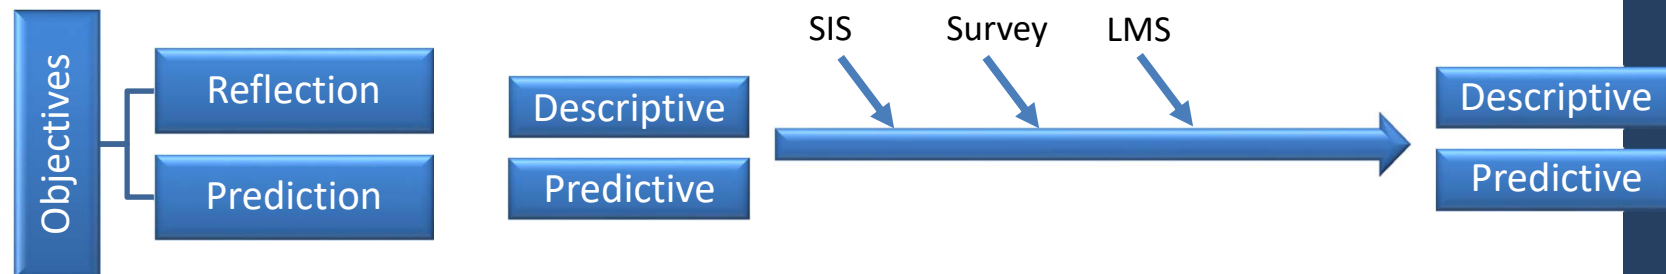 Objectives
Reflection
Prediction
Descriptive
Predictive
SIS
Survey
LMS
Descriptive
Predictive